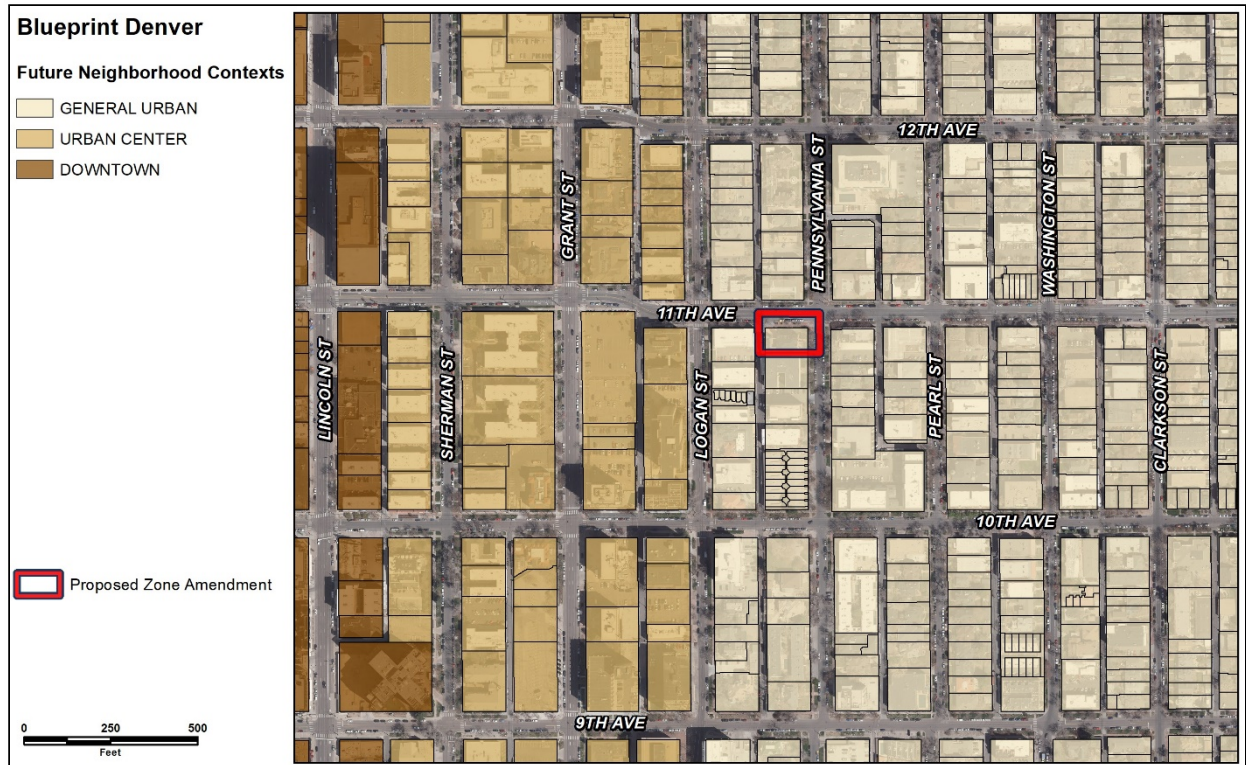 Blueprint Denver
Future Neighborhood Contexts
GENERAL URBAN
URBAN CENTER
DOWNTOWN
Proposed Zone Amendment
0 250 500
Feet
12TH AVE
PENNSYLVANIA ST
WASHINGTON ST
GRANT ST
11TH AVE
LINCOLN ST
SHERMAN ST
LOGAN ST
PEARL ST
CLARKSON ST
10TH AVE
9TH AVE